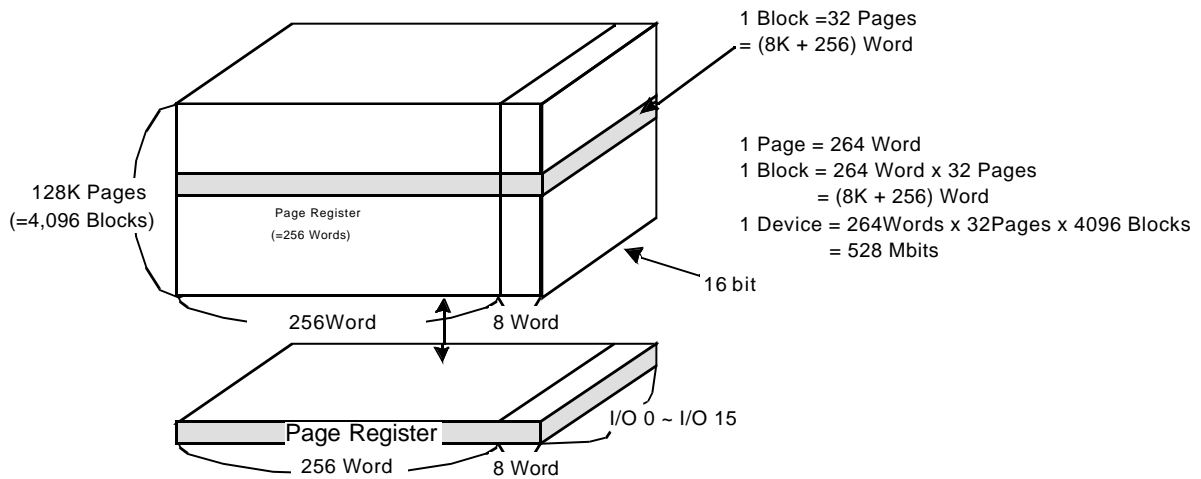 1 Block =32 Pages
= (8K + 256) Word
1 Page = 264 Word
1 Block = 264 Word x 32 Pages
= (8K + 256) Word
1 Device = 264Words x 32Pages x 4096 Blocks
= 528 Mbits
128K Pages
(=4,096 Blocks)
Page Register
(=256 Words)
16 bit
256Word
8 Word
I/O 0 ~ I/O 15
Page Register
256 Word
8 Word